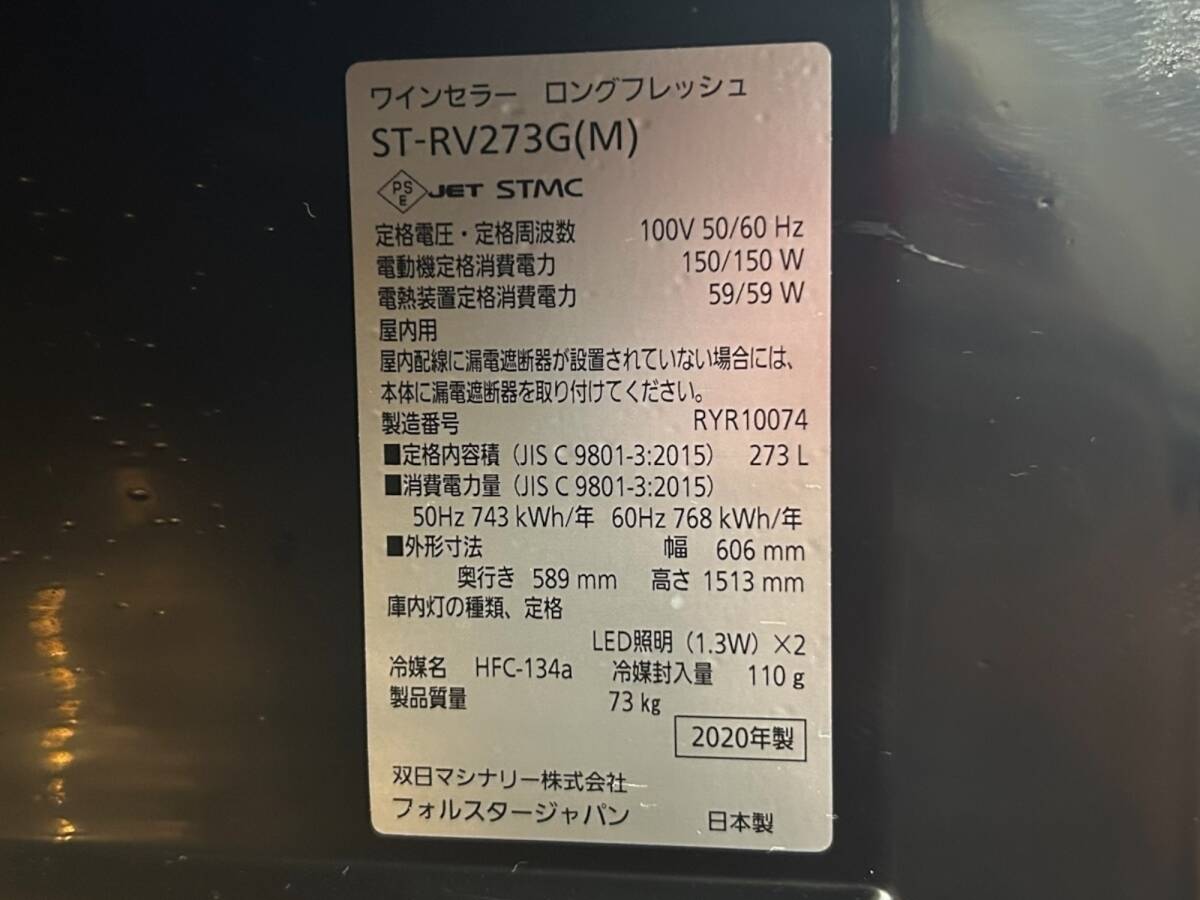 ワインセラー ロングフレッシュ
ST-RV273G(M)
PS E JET STMC
定格電圧・定格周波数 100V 50/60 Hz
電動機定格消費電力 150/150 W
電熱装置定格消費電力 59/59 W
屋内用
屋内配線に漏電遮断器が設置されていない場合には、
本体に漏電遮断器を取り付けてください。
製造番号 RYR10074
■定格内容積（JIS C 9801-3:2015） 273 L
■消費電力量（JIS C 9801-3:2015）
50Hz 743 kWh/年 60Hz 768 kWh/年
■外形寸法 幅 606 mm
奥行き 589 mm 高さ 1513 mm
庫内灯の種類、定格
LED照明（1.3W）×2
冷媒名 HFC-134a 冷媒封入量 110 g
製品質量 73 kg
2020年製
双日マシナリー株式会社
フォルスタージャパン 日本製